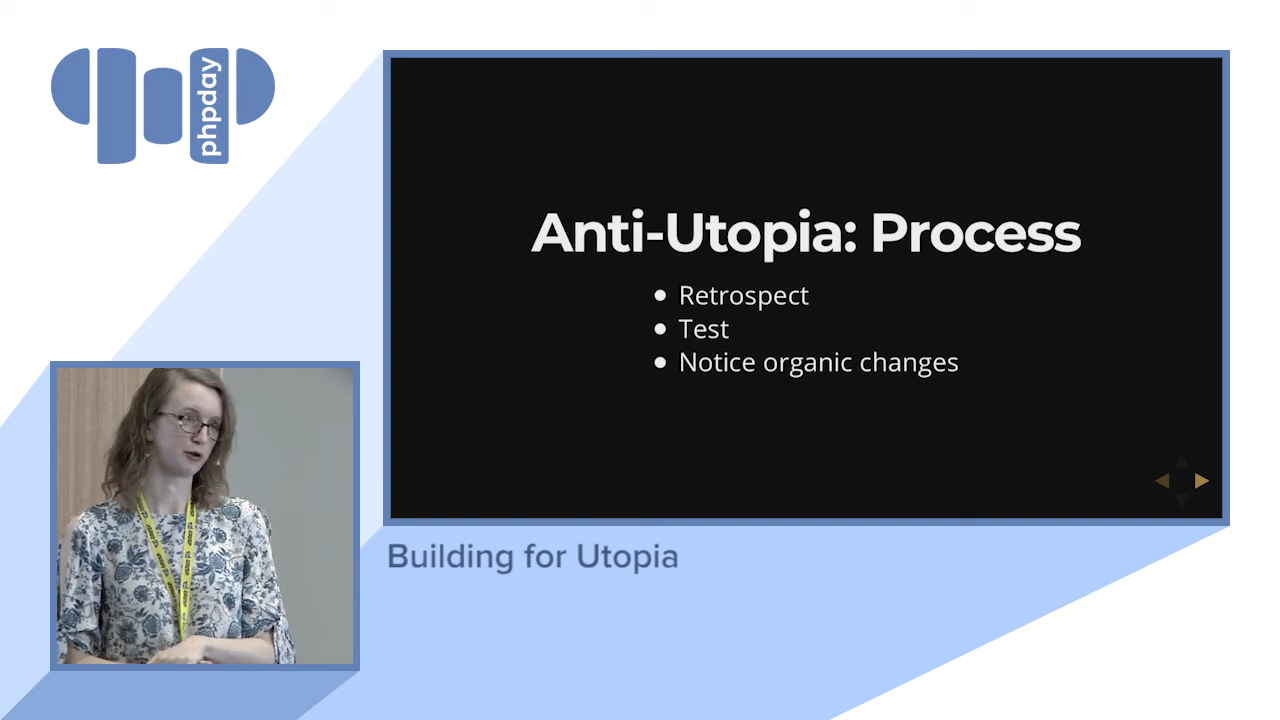 phpday
Anti-Utopia: Process
Retrospect
Test
Notice organic changes
Building for Utopia